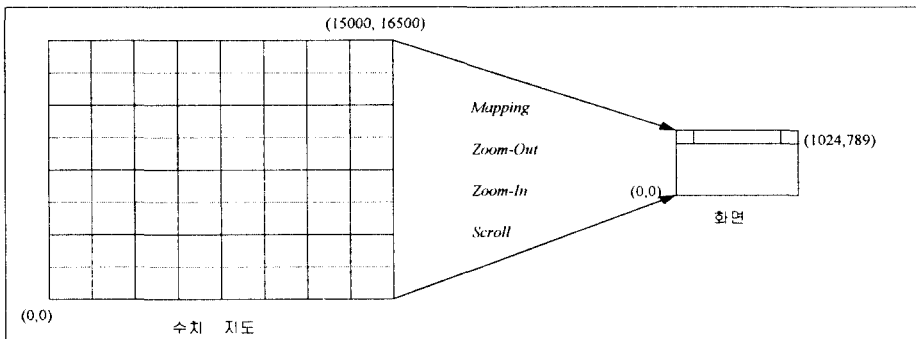 (15000, 16500)
Mapping
Zoom-Out
(1024,789)
Zoom-In
(0,0)
화면
Scroll
(0,0)
수치 지도